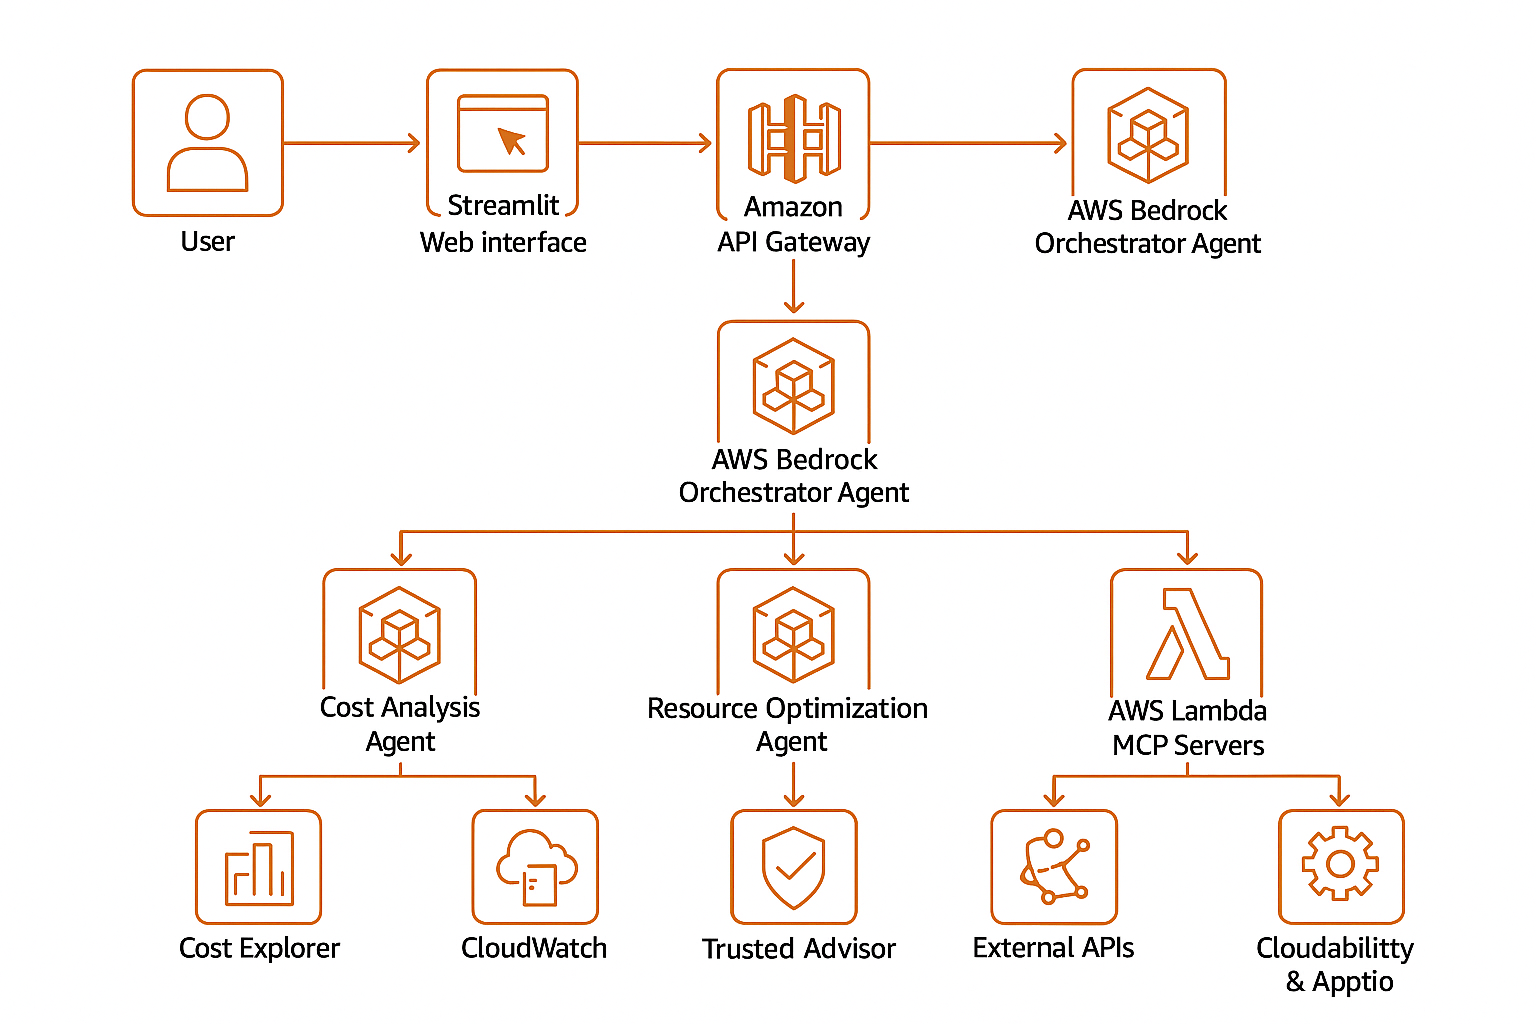 User
Streamlit
Web interface
Amazon
API Gateway
AWS Bedrock
Orchestrator Agent
AWS Bedrock
Orchestrator Agent
Cost Analysis
Agent
Resource Optimization
Agent
AWS Lambda
MCP Servers
Cost Explorer
CloudWatch
Trusted Advisor
External APIs
Cloudabilitty
& Apptio